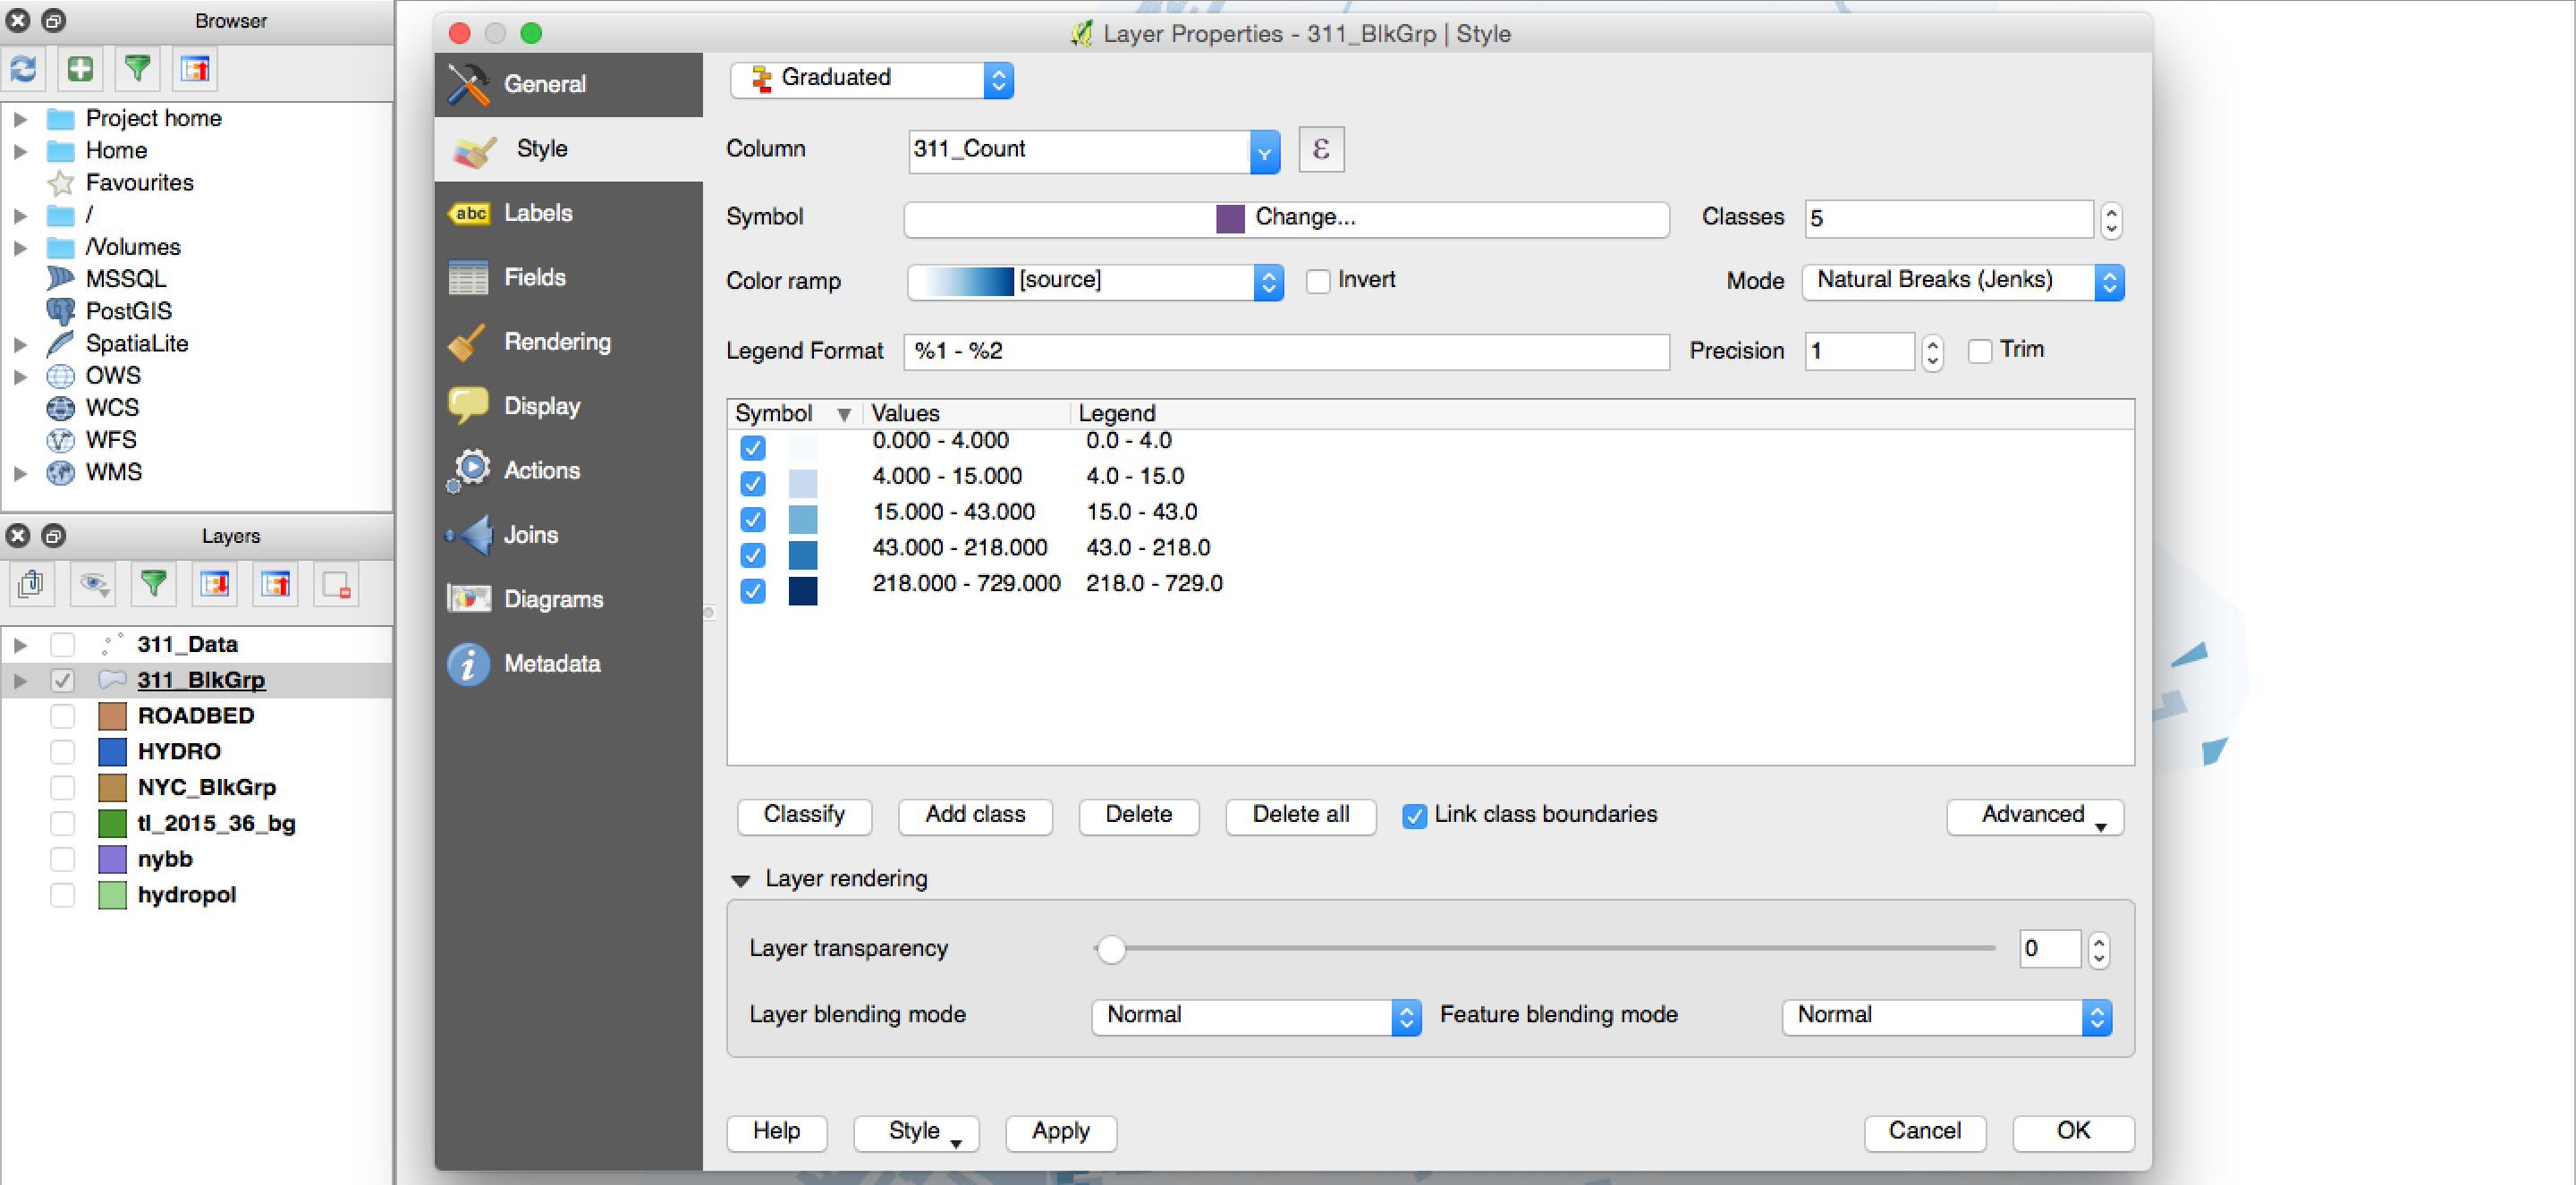 Browser
Project home
Home
Favourites
/
/Volumes
MSSQL
PostGIS
SpatiaLite
OWS
WCS
WFS
WMS
Layers
311_Data
311_BlkGrp
ROADBED
HYDRO
NYC_BlkGrp
tl_2015_36_bg
nybb
hydropol
Layer Properties - 311_BlkGrp | Style
General
Style
abc Labels
Fields
Rendering
Display
Actions
Joins
Diagrams
i Metadata
Graduated
Column 311_Count ε
Symbol Change... Classes 5
Color ramp [source] Invert Mode Natural Breaks (Jenks)
Legend Format %1 - %2 Precision 1 Trim
Symbol Values Legend
0.000 - 4.000 0.0 - 4.0
4.000 - 15.000 4.0 - 15.0
15.000 - 43.000 15.0 - 43.0
43.000 - 218.000 43.0 - 218.0
218.000 - 729.000 218.0 - 729.0
Classify Add class Delete Delete all Link class boundaries Advanced
Layer rendering
Layer transparency 0
Layer blending mode Normal Feature blending mode Normal
Help Style Apply Cancel OK